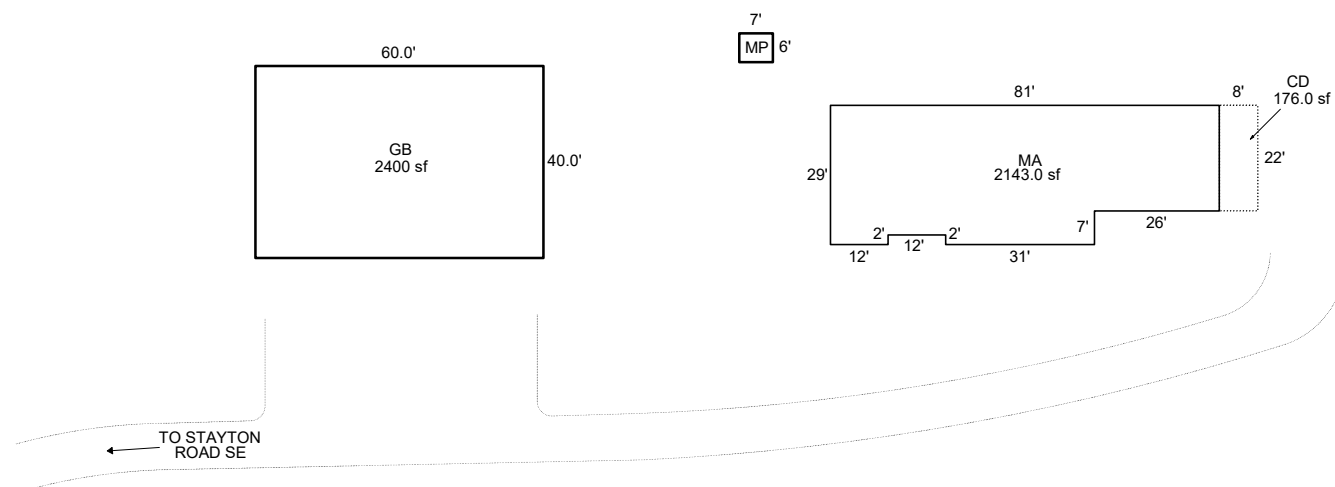 7'
MP
6'
60.0'
GB
2400 sf
40.0'
81'
8'
CD
176.0 sf
29'
MA
2143.0 sf
22'
2'
12'
2'
7'
26'
12'
31'
TO STAYTON
ROAD SE